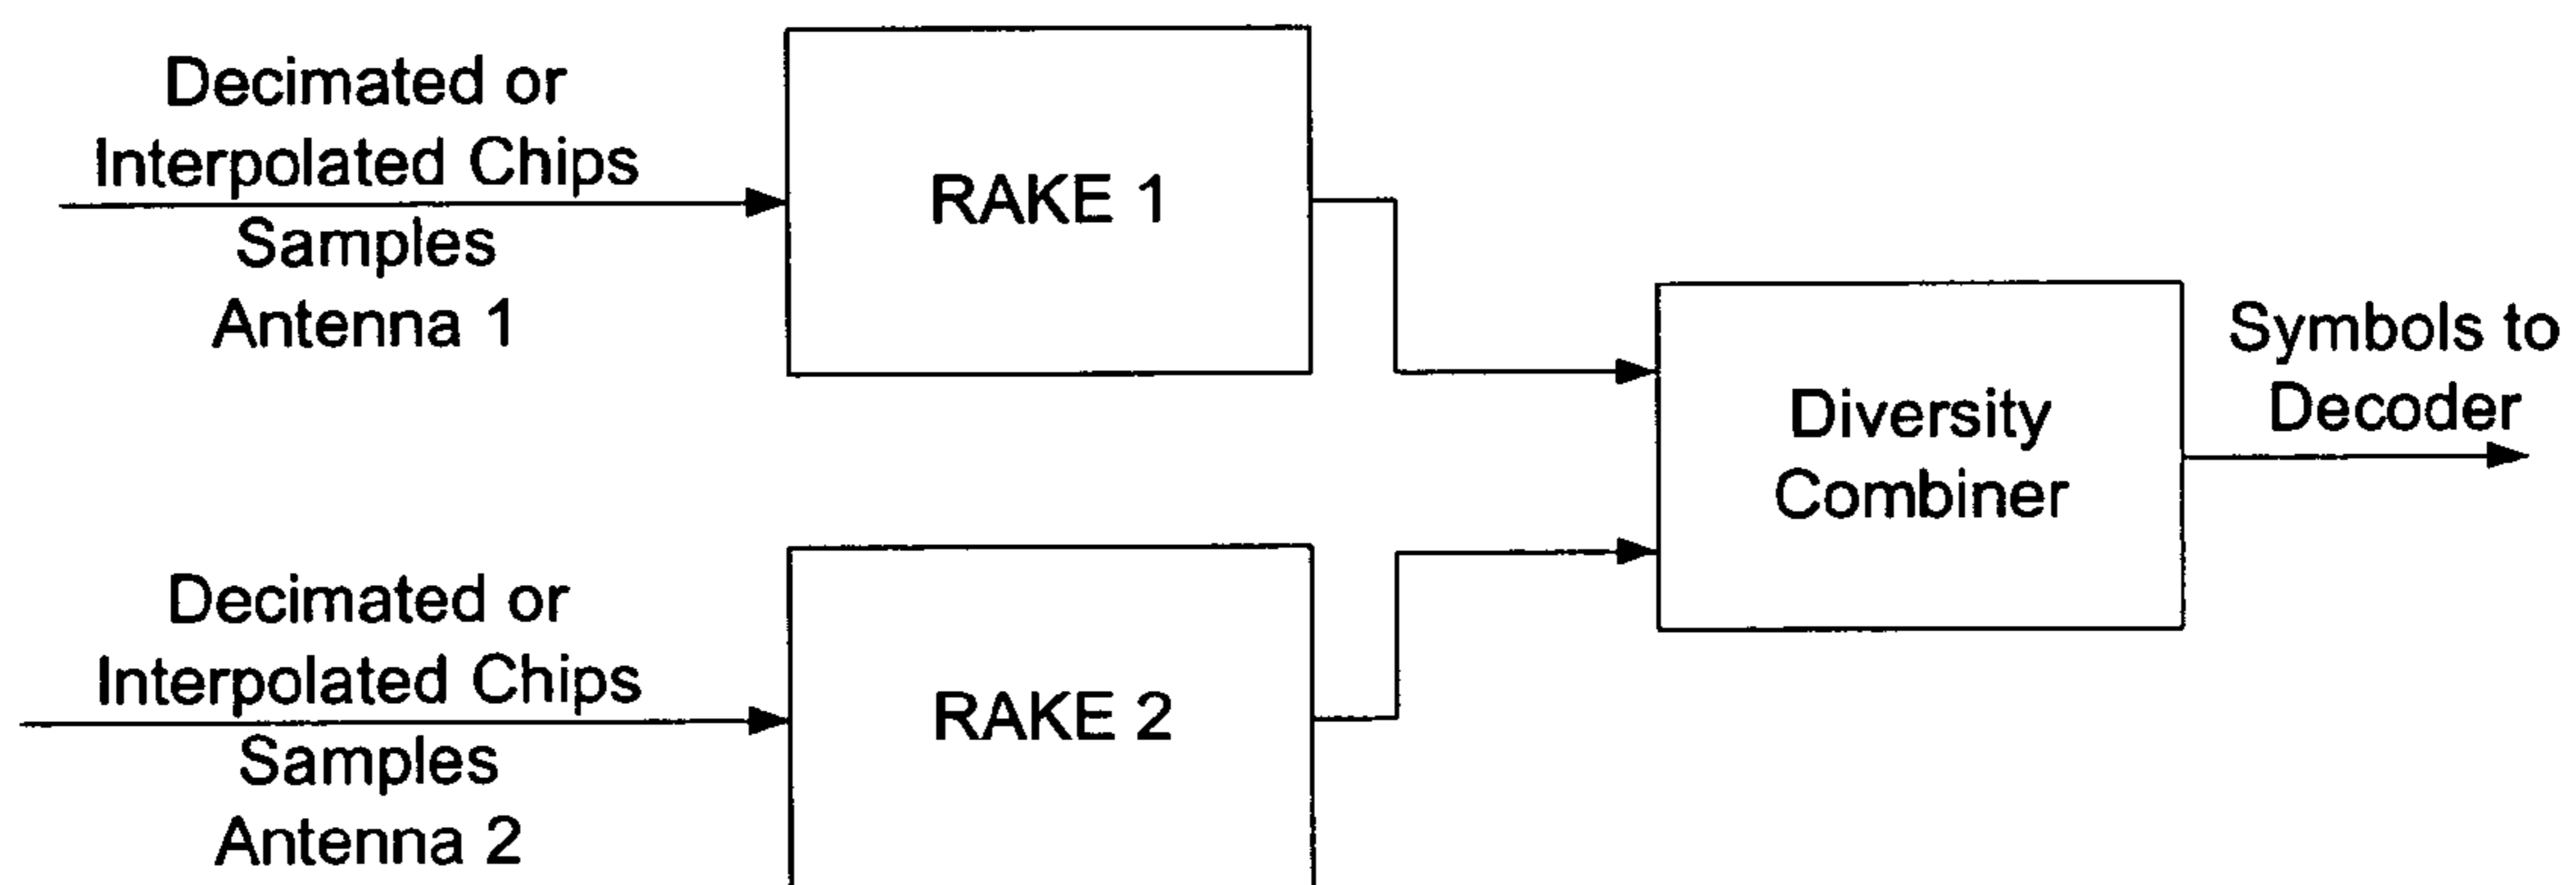 Decimated or
Interpolated Chips
Samples
Antenna 1
RAKE 1
Decimated or
Interpolated Chips
Samples
Antenna 2
RAKE 2
Diversity
Combiner
Symbols to
Decoder